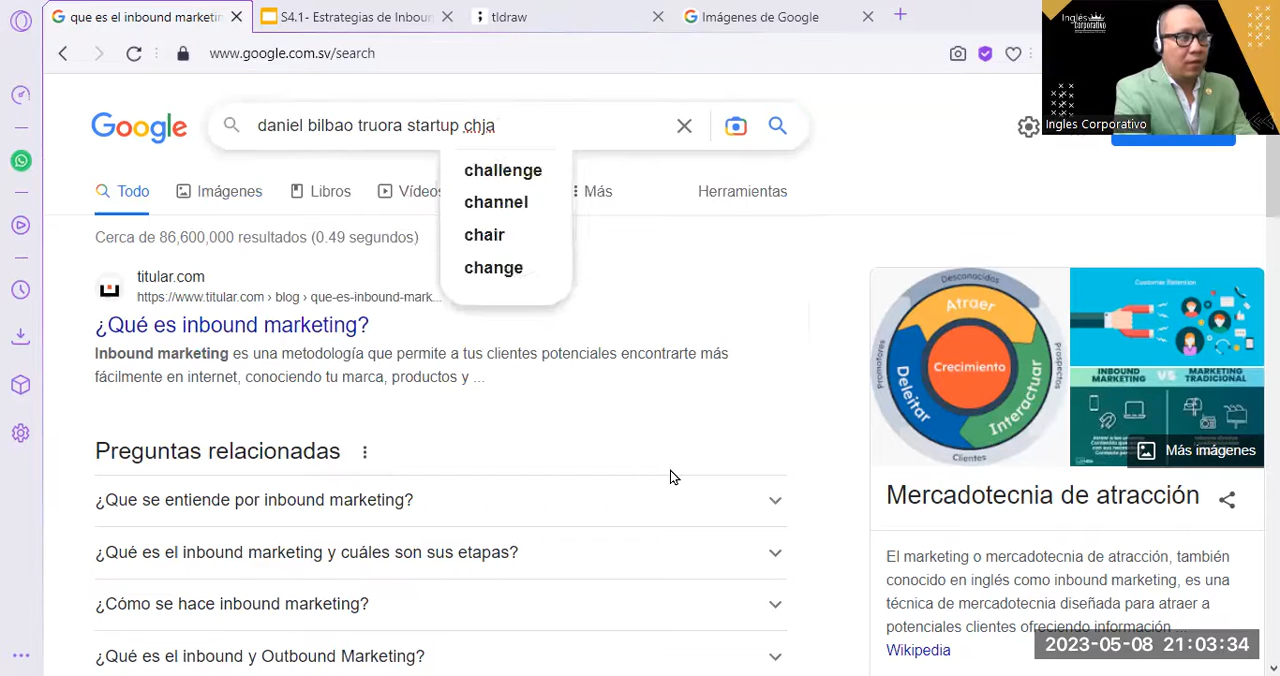 que es el inbound marketin
S4.1- Estrategias de Inbour
tldraw
Imágenes de Google
www.google.com.sv/search
Inglés
Corporativo
Ingles Corporativo
Google
daniel bilbao truora startup chja
challenge
channel
chair
change
Todo
Imágenes
Libros
Vídeos
Más
Herramientas
Cerca de 86,600,000 resultados (0.49 segundos)
titular.com
https://www.titular.com › blog › que-es-inbound-mark...
¿Qué es inbound marketing?
Inbound marketing es una metodología que permite a tus clientes potenciales encontrarte más
fácilmente en internet, conociendo tu marca, productos y ...
Preguntas relacionadas
¿Que se entiende por inbound marketing?
¿Qué es el inbound marketing y cuáles son sus etapas?
¿Cómo se hace inbound marketing?
¿Qué es el inbound y Outbound Marketing?
Desconocidos
Atraer
prospectos
Interactuar
Clientes
Deleitar
Promotores
Crecimiento
Customer Retention
INBOUND MARKETING
VS
MARKETING TRADICIONAL
Más imágenes
Mercadotecnia de atracción
El marketing o mercadotecnia de atracción, también
conocido en inglés como inbound marketing, es una
técnica de mercadotecnia diseñada para atraer a
potenciales clientes ofreciendo información ...
Wikipedia
2023-05-08 21:03:34